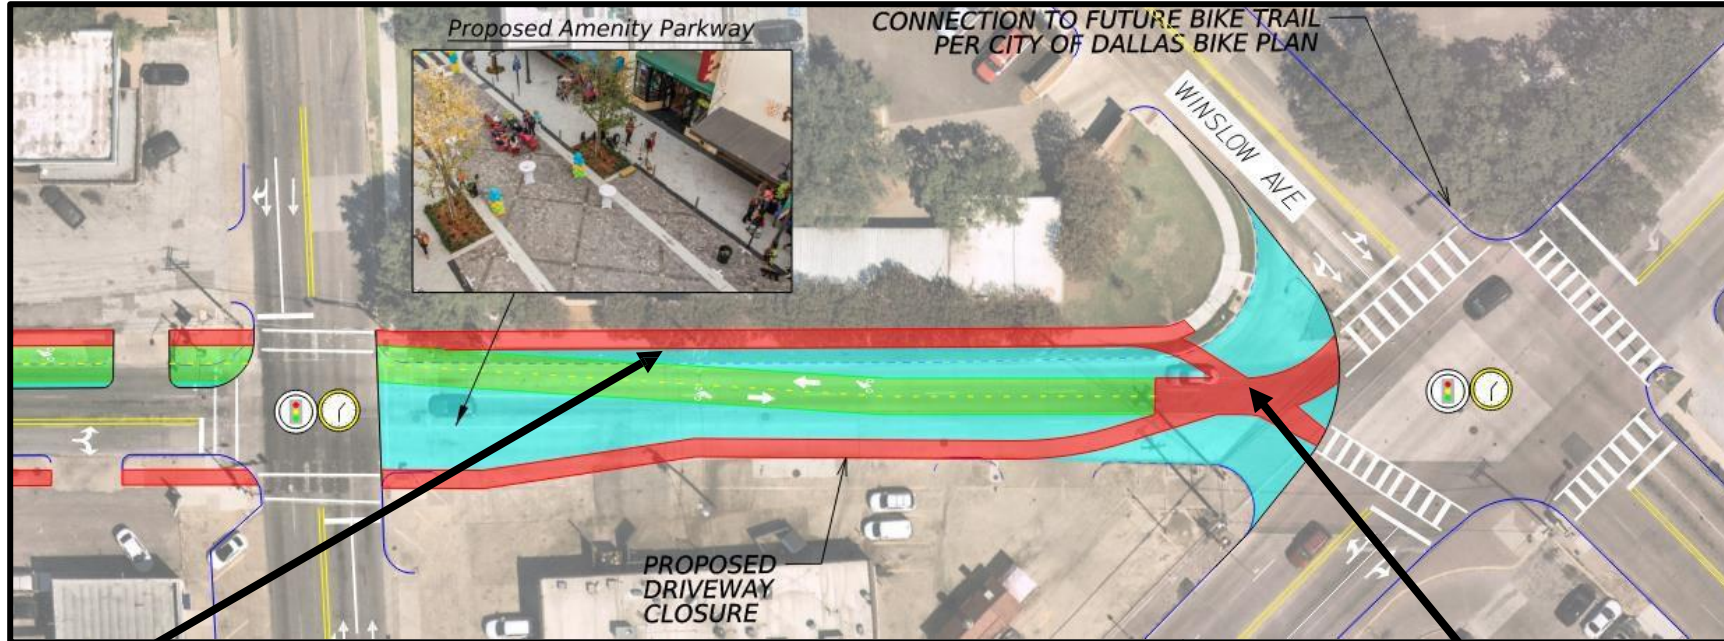 Proposed Amenity Parkway
CONNECTION TO FUTURE BIKE TRAIL
PER CITY OF DALLAS BIKE PLAN
WINSLOW AVE
PROPOSED
DRIVEWAY
CLOSURE